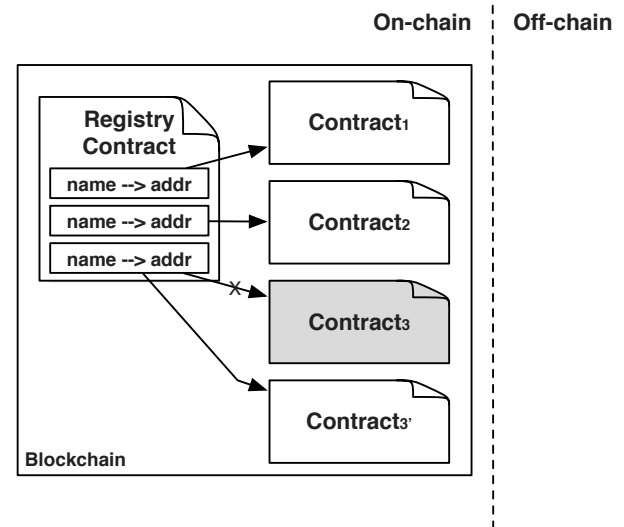 On-chain
Off-chain
Registry
Contract
name --> addr
name --> addr
name --> addr
Contract1
Contract2
X
Contract3
Contract3'
Blockchain